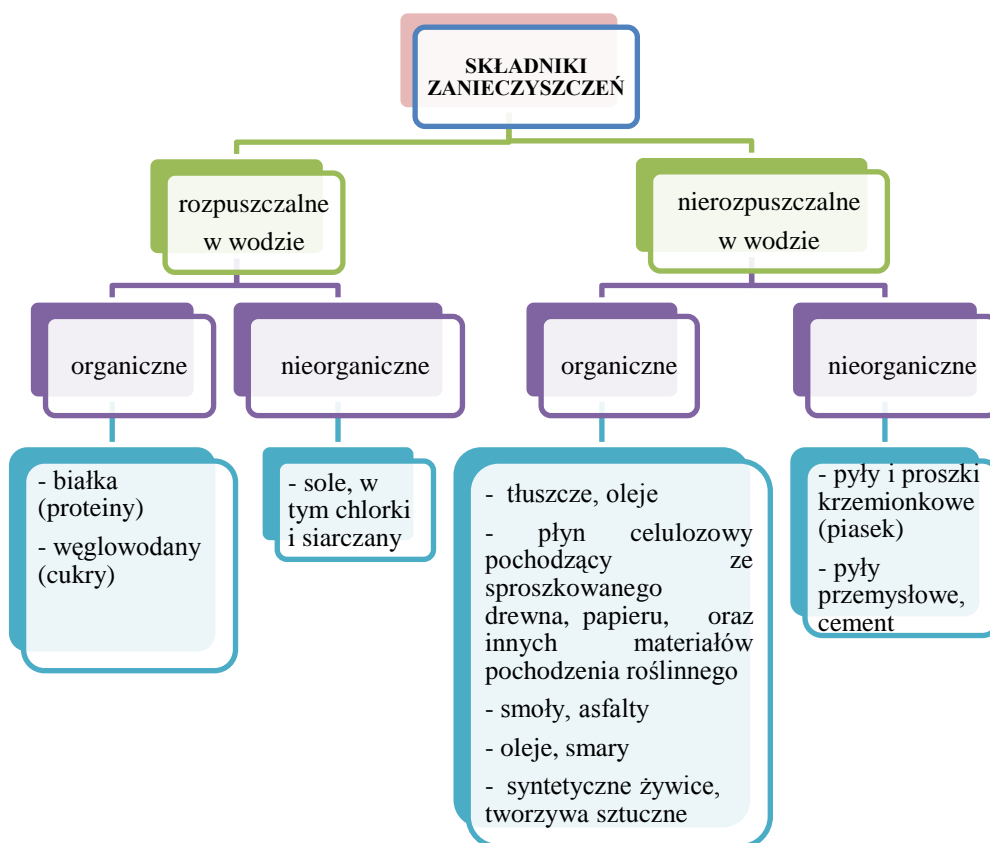 SKŁADNIKI
ZANIECZYSZCZEŃ
rozpuszczalne
w wodzie
nierozpuszczalne
w wodzie
organiczne
nieorganiczne
organiczne
nieorganiczne
- białka
(proteiny)
- węglowodany
(cukry)
- sole, w
tym chlorki
i siarczany
- tłuszcze, oleje
- płyn celulozowy
pochodzący ze
sproszkowanego
drewna, papieru, oraz
innych materiałów
pochodzenia roślinnego
- smoły, asfalty
- oleje, smary
- syntetyczne żywice,
tworzywa sztuczne
- pyły i proszki
krzemionkowe
(piasek)
- pyły
przemysłowe,
cement